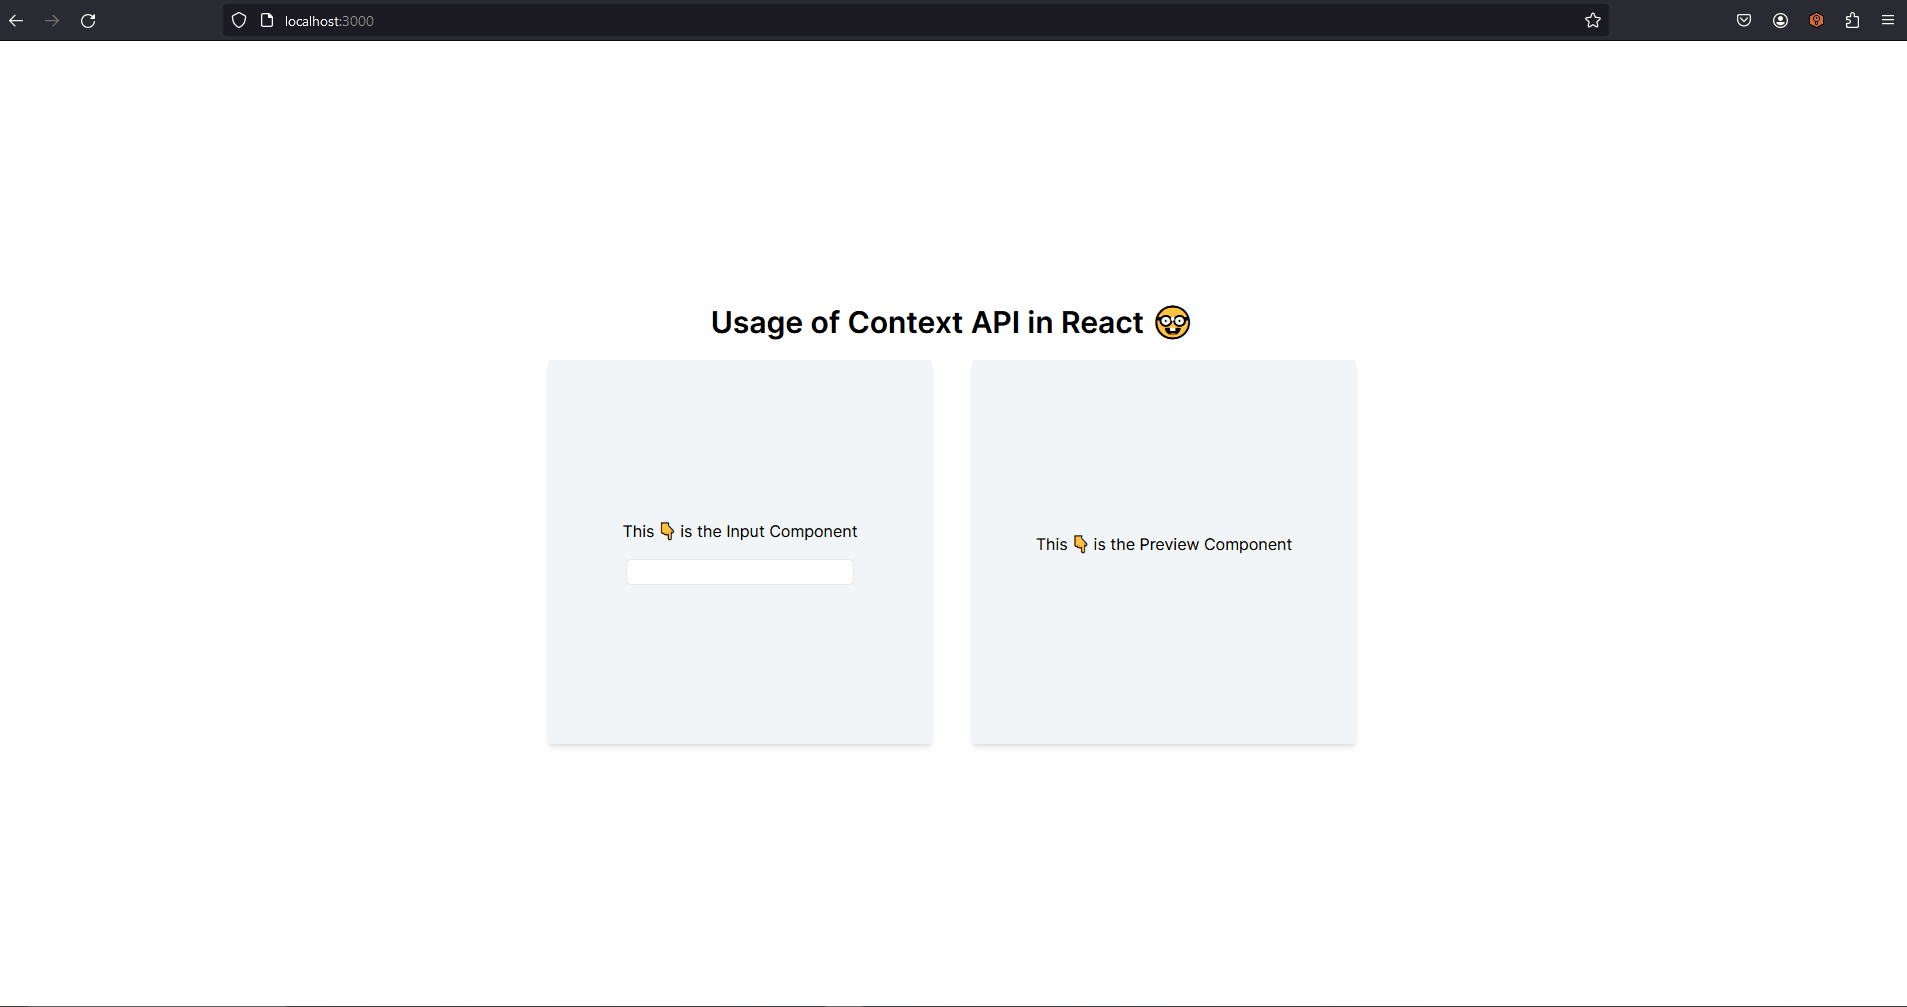 localhost:3000
Usage of Context API in React 🤓
This 👇 is the Input Component
This 👇 is the Preview Component